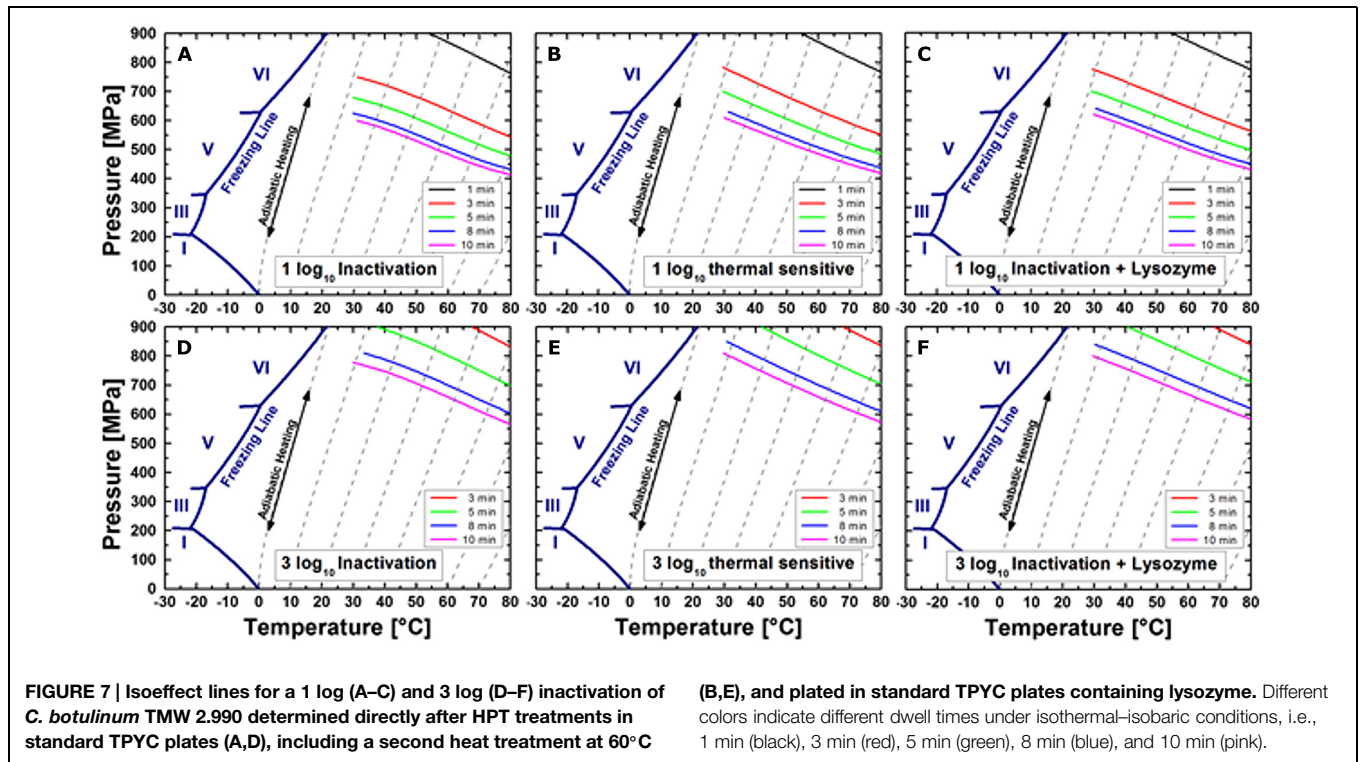 900
800
700
600
500
400
300
200
100
0
Pressure [MPa]
A
VI
V
III
I
Freezing Line
Adiabatic Heating
1 min
3 min
5 min
8 min
10 min
1 log10 Inactivation
-30 -20 -10 0 10 20 30 40 50 60 70 80
B
VI
V
III
I
Freezing Line
Adiabatic Heating
1 min
3 min
5 min
8 min
10 min
1 log10 thermal sensitive
-30 -20 -10 0 10 20 30 40 50 60 70 80
C
VI
V
III
I
Freezing Line
Adiabatic Heating
1 min
3 min
5 min
8 min
10 min
1 log10 Inactivation + Lysozyme
-30 -20 -10 0 10 20 30 40 50 60 70 80
900
800
700
600
500
400
300
200
100
0
Pressure [MPa]
D
VI
V
III
I
Freezing Line
Adiabatic Heating
3 min
5 min
8 min
10 min
3 log10 Inactivation
-30 -20 -10 0 10 20 30 40 50 60 70 80
Temperature [°C]
E
VI
V
III
I
Freezing Line
Adiabatic Heating
3 min
5 min
8 min
10 min
3 log10 thermal sensitive
-30 -20 -10 0 10 20 30 40 50 60 70 80
Temperature [°C]
F
VI
V
III
I
Freezing Line
Adiabatic Heating
3 min
5 min
8 min
10 min
3 log10 Inactivation + Lysozyme
-30 -20 -10 0 10 20 30 40 50 60 70 80
Temperature [°C]
FIGURE 7 | Isoeffect lines for a 1 log (A–C) and 3 log (D–F) inactivation of
C. botulinum TMW 2.990 determined directly after HPT treatments in
standard TPYC plates (A,D), including a second heat treatment at 60°C
(B,E), and plated in standard TPYC plates containing lysozyme. Different
colors indicate different dwell times under isothermal–isobaric conditions, i.e.,
1 min (black), 3 min (red), 5 min (green), 8 min (blue), and 10 min (pink).